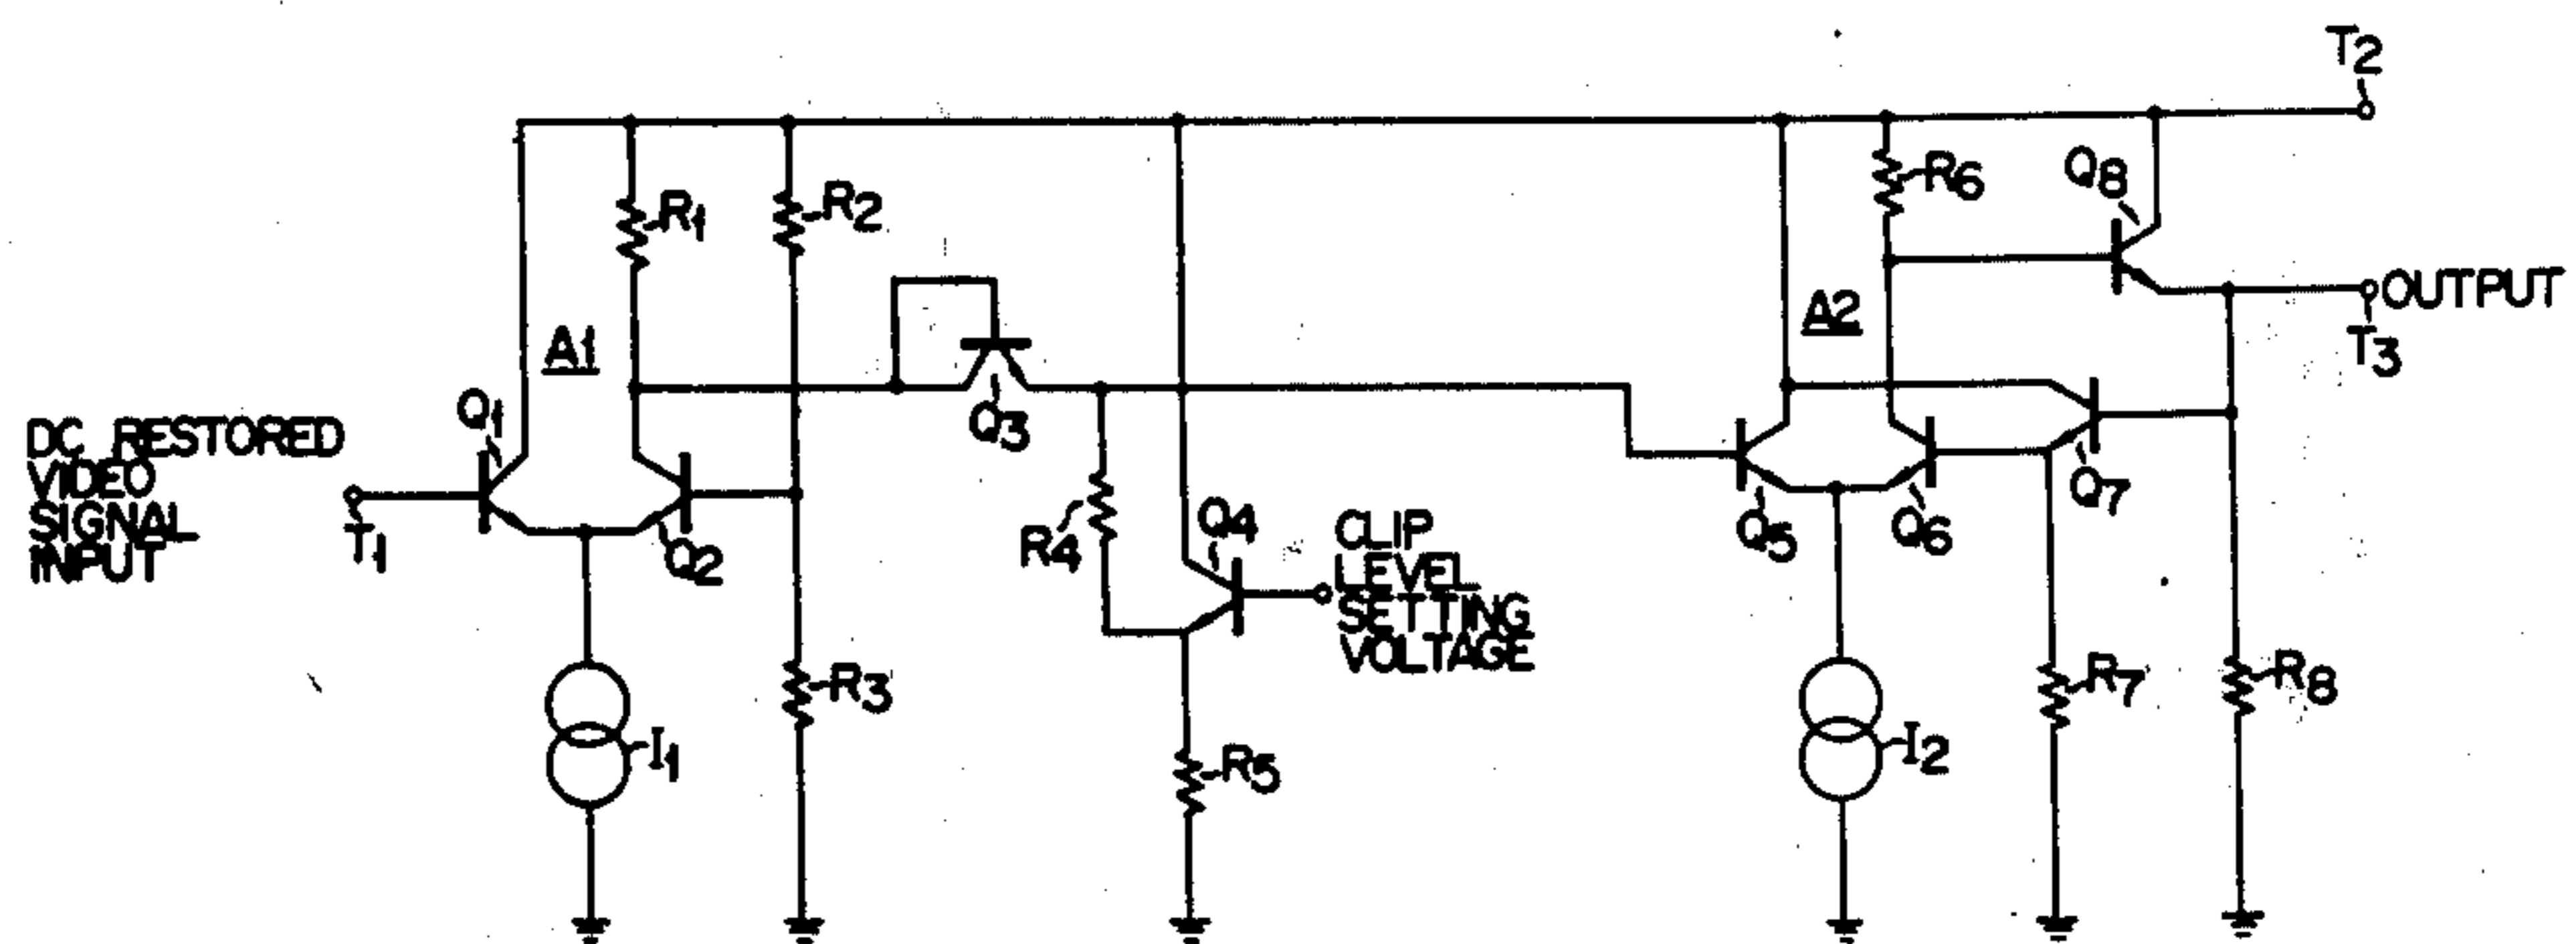 T2
R1
R2
R6
Q8
OUTPUT
T3
A1
A2
Q1
Q3
DC RESTORED
VIDEO
SIGNAL
INPUT
T1
Q2
R4
Q4
CLIP
LEVEL
SETTING
VOLTAGE
Q5
Q6
Q7
R3
R7
R8
I1
R5
I2